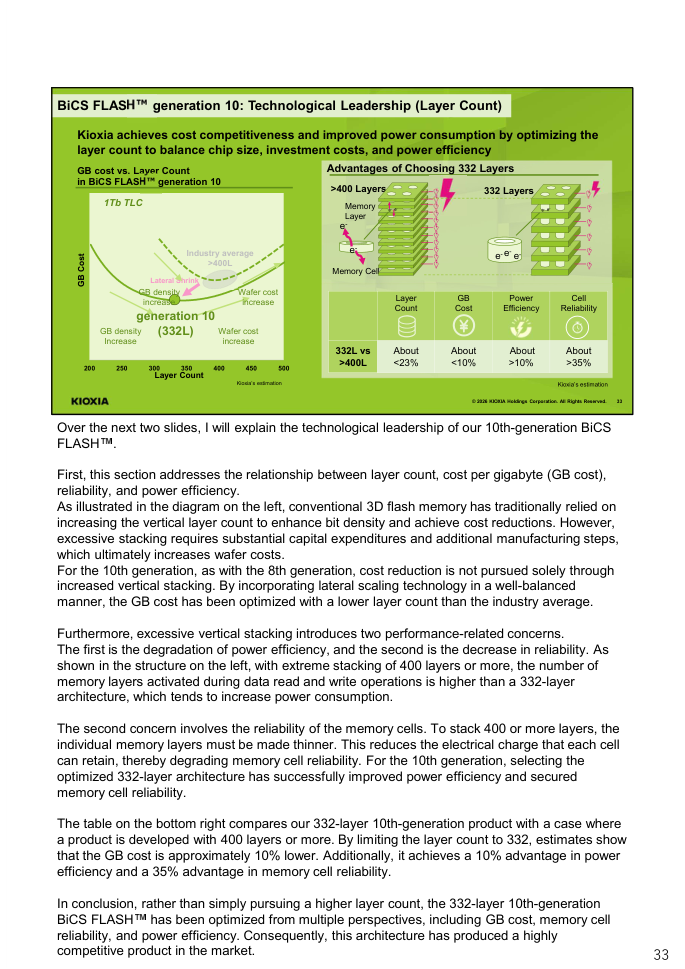 BiCS FLASH™ generation 10: Technological Leadership (Layer Count)
Kioxia achieves cost competitiveness and improved power consumption by optimizing the
layer count to balance chip size, investment costs, and power efficiency
GB cost vs. Layer Count
in BiCS FLASH™ generation 10
1Tb TLC
Industry average
>400L
Lateral Shrink
GB density
increase
Wafer cost
increase
generation 10
(332L)
GB density
Increase
Wafer cost
increase
GB Cost
200 250 300 350 400 450 500
Layer Count
Kioxia's estimation
Advantages of Choosing 332 Layers
>400 Layers
332 Layers
Memory
Layer
e-
e-
Memory Cell
e- e- e-
Layer
Count
GB
Cost
Power
Efficiency
Cell
Reliability
332L vs
>400L
About
<23%
About
<10%
About
>10%
About
>35%
Kioxia's estimation
KIOXIA
© 2026 KIOXIA Holdings Corporation. All Rights Reserved. 33
Over the next two slides, I will explain the technological leadership of our 10th-generation BiCS
FLASH™.
First, this section addresses the relationship between layer count, cost per gigabyte (GB cost),
reliability, and power efficiency.
As illustrated in the diagram on the left, conventional 3D flash memory has traditionally relied on
increasing the vertical layer count to enhance bit density and achieve cost reductions. However,
excessive stacking requires substantial capital expenditures and additional manufacturing steps,
which ultimately increases wafer costs.
For the 10th generation, as with the 8th generation, cost reduction is not pursued solely through
increased vertical stacking. By incorporating lateral scaling technology in a well-balanced
manner, the GB cost has been optimized with a lower layer count than the industry average.
Furthermore, excessive vertical stacking introduces two performance-related concerns.
The first is the degradation of power efficiency, and the second is the decrease in reliability. As
shown in the structure on the left, with extreme stacking of 400 layers or more, the number of
memory layers activated during data read and write operations is higher than a 332-layer
architecture, which tends to increase power consumption.
The second concern involves the reliability of the memory cells. To stack 400 or more layers, the
individual memory layers must be made thinner. This reduces the electrical charge that each cell
can retain, thereby degrading memory cell reliability. For the 10th generation, selecting the
optimized 332-layer architecture has successfully improved power efficiency and secured
memory cell reliability.
The table on the bottom right compares our 332-layer 10th-generation product with a case where
a product is developed with 400 layers or more. By limiting the layer count to 332, estimates show
that the GB cost is approximately 10% lower. Additionally, it achieves a 10% advantage in power
efficiency and a 35% advantage in memory cell reliability.
In conclusion, rather than simply pursuing a higher layer count, the 332-layer 10th-generation
BiCS FLASH™ has been optimized from multiple perspectives, including GB cost, memory cell
reliability, and power efficiency. Consequently, this architecture has produced a highly
competitive product in the market.
33